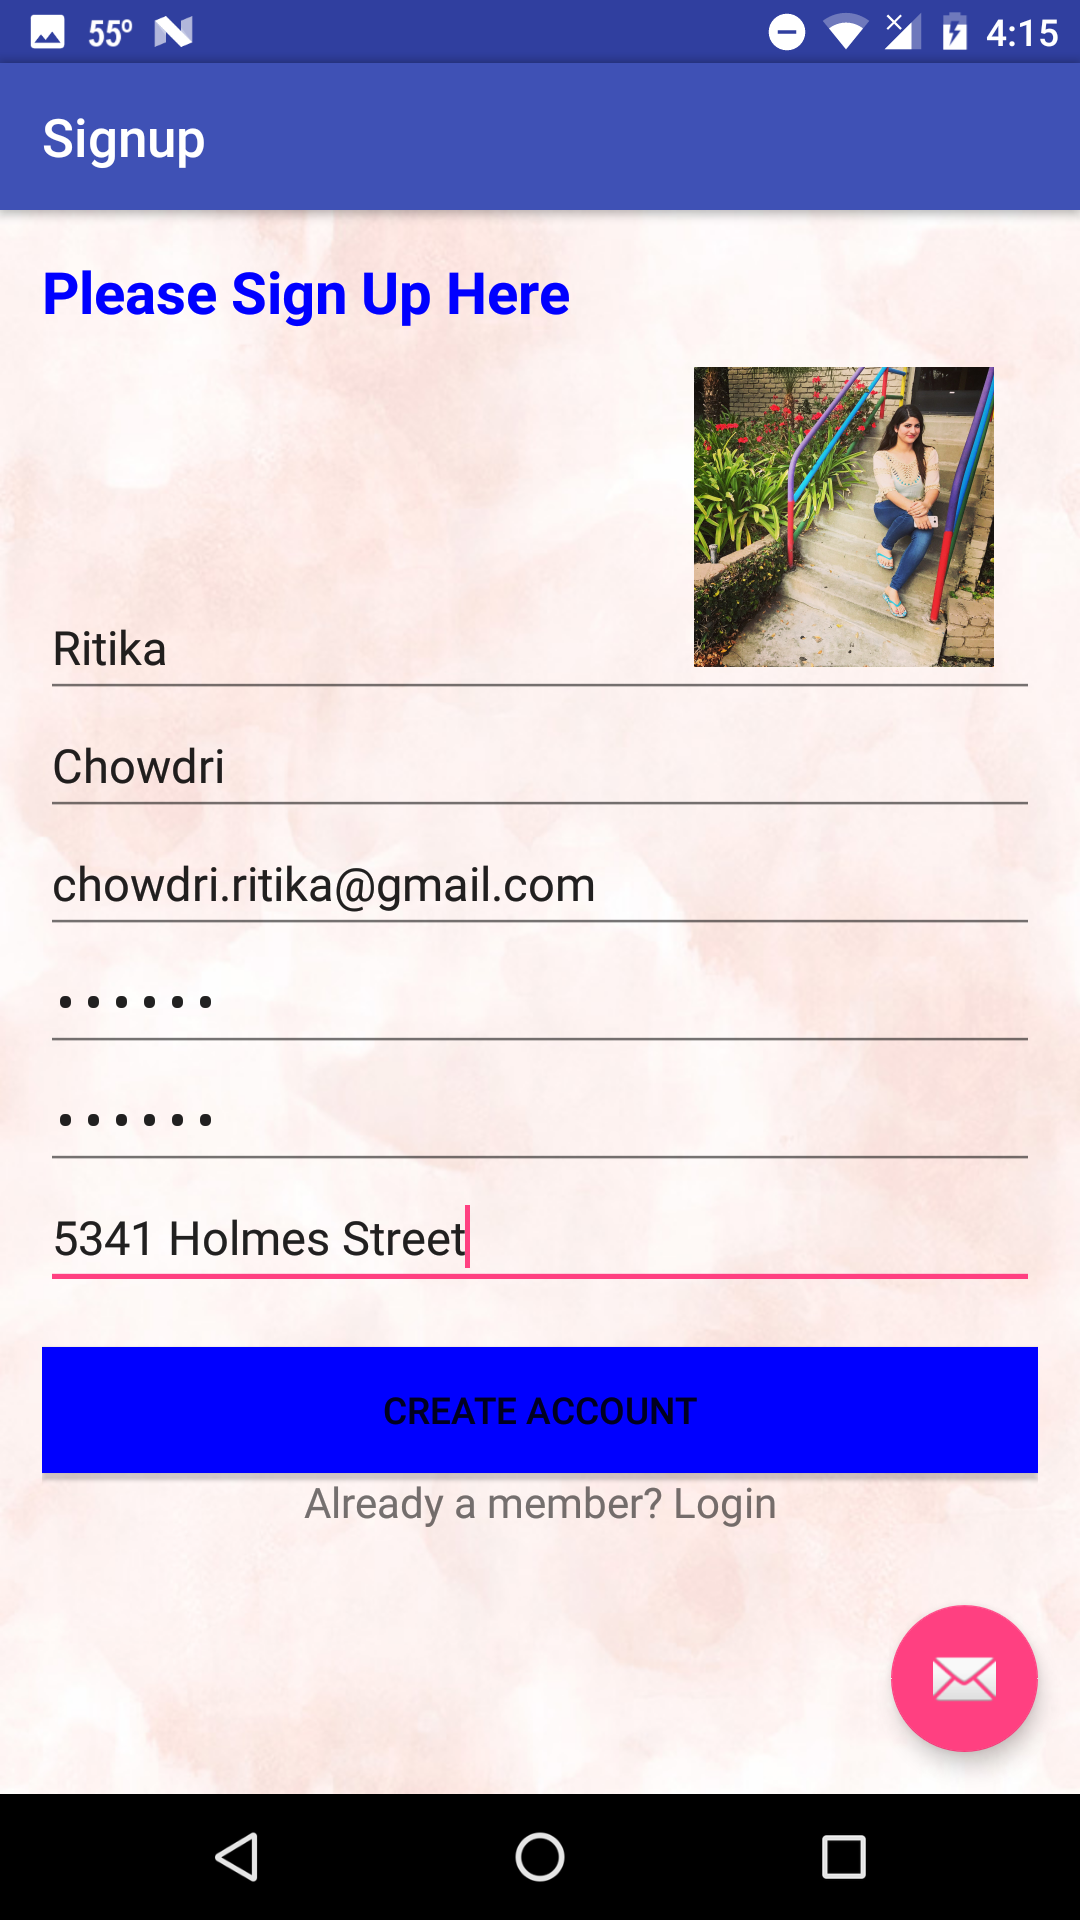 55° 4:15
Signup
Please Sign Up Here
Ritika
Chowdri
chowdri.ritika@gmail.com
••••••
••••••
5341 Holmes Street
CREATE ACCOUNT
Already a member? Login